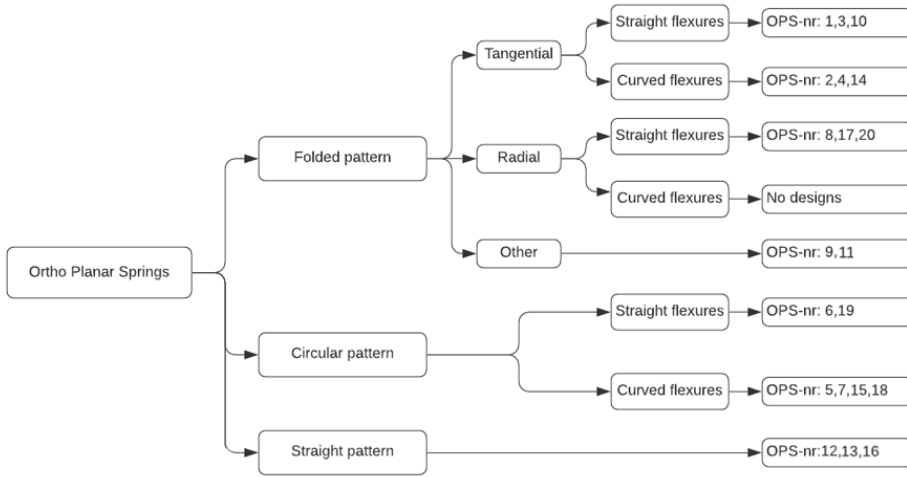 Straight flexures
OPS-nr: 1,3,10
Tangential
Curved flexures
OPS-nr: 2,4,14
Straight flexures
OPS-nr: 8,17,20
Folded pattern
Radial
Curved flexures
No designs
Other
OPS-nr: 9,11
Ortho Planar Springs
Straight flexures
OPS-nr: 6,19
Circular pattern
Curved flexures
OPS-nr: 5,7,15,18
Straight pattern
OPS-nr:12,13,16